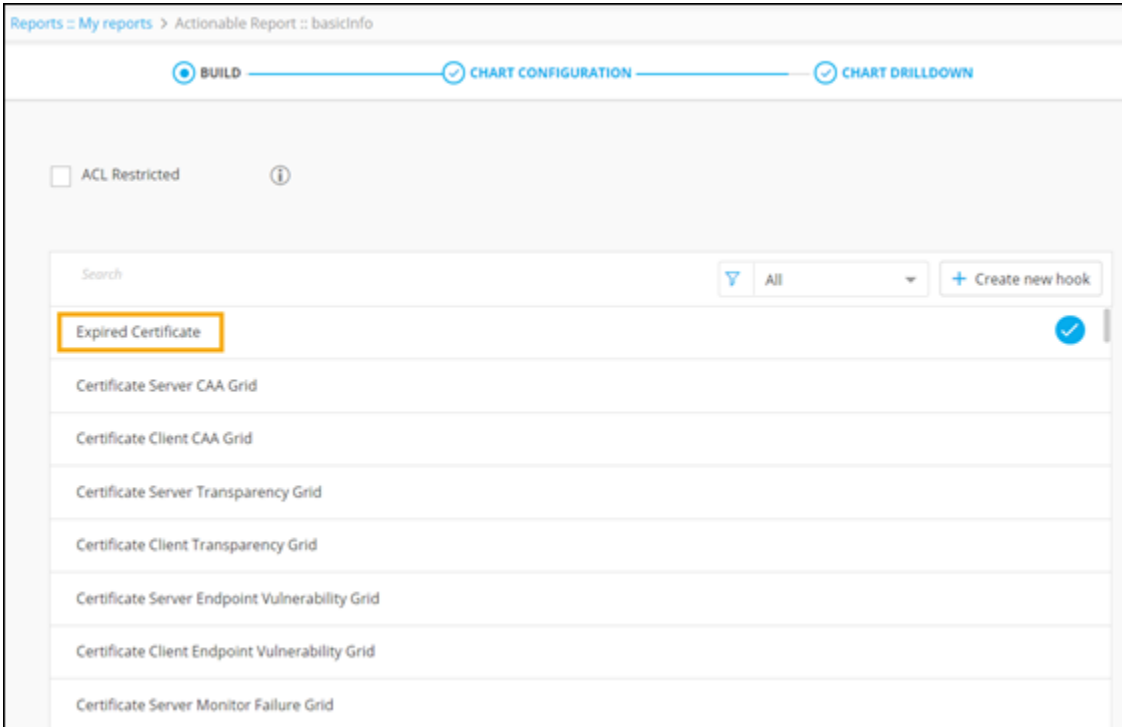 Reports :: My reports > Actionable Report :: basicInfo
BUILD CHART CONFIGURATION CHART DRILLDOWN
ACL Restricted
Search All + Create new hook
Expired Certificate
Certificate Server CAA Grid
Certificate Client CAA Grid
Certificate Server Transparency Grid
Certificate Client Transparency Grid
Certificate Server Endpoint Vulnerability Grid
Certificate Client Endpoint Vulnerability Grid
Certificate Server Monitor Failure Grid